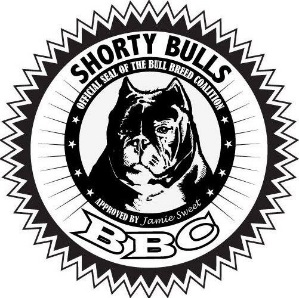 SHORTY BULLS
OFFICIAL SEAL OF THE BULL BREED COALITION
APPROVED BY Jamie Sweet
BBC